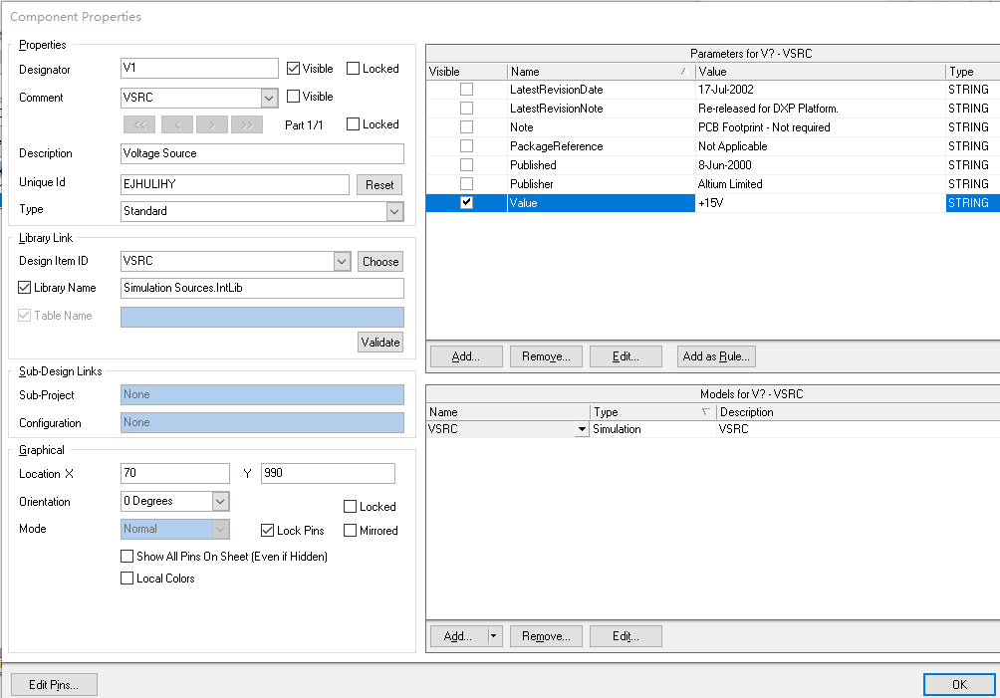 Component Properties
Properties
Designator V1 Visible Locked
Comment VSRC Visible
<< < > >> Part 1/1 Locked
Description Voltage Source
Unique Id EJHULIHY Reset
Type Standard
Library Link
Design Item ID VSRC Choose
Library Name Simulation Sources.IntLib
Table Name
Validate
Sub-Design Links
Sub-Project None
Configuration None
Graphical
Location X 70 Y 990
Orientation 0 Degrees Locked
Mode Normal Lock Pins Mirrored
Show All Pins On Sheet (Even if Hidden)
Local Colors
Parameters for V? - VSRC
Visible Name Value Type
LatestRevisionDate 17-Jul-2002 STRING
LatestRevisionNote Re-released for DXP Platform. STRING
Note PCB Footprint - Not required STRING
PackageReference Not Applicable STRING
Published 8-Jun-2000 STRING
Publisher Altium Limited STRING
Value +15V STRING
Add... Remove... Edit... Add as Rule...
Models for V? - VSRC
Name Type Description
VSRC Simulation VSRC
Add... Remove... Edit...
Edit Pins... OK